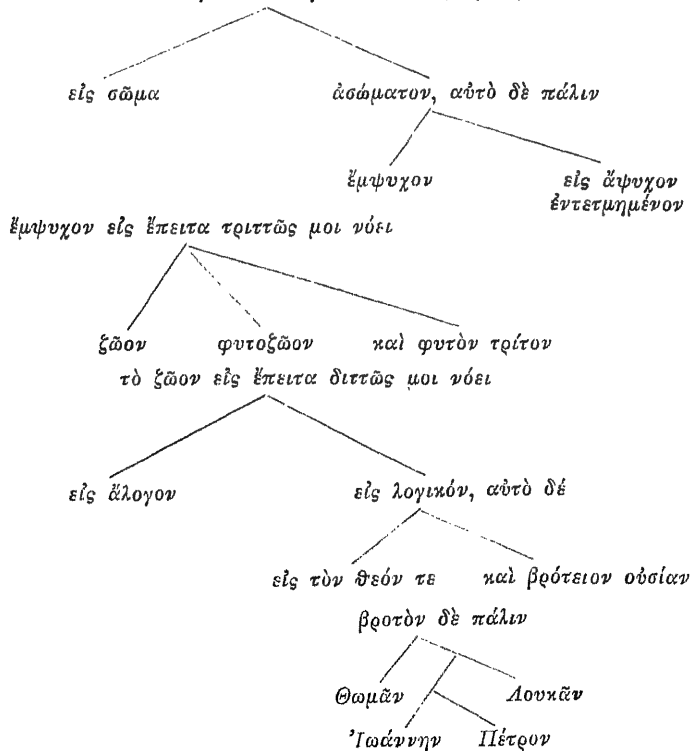 εἰς σῶμα ἀσώματον, αὐτὸ δὲ πάλιν
ἔμψυχον εἰς ἄψυχον
ἐντετμημένον
ἔμψυχον εἰς ἔπειτα τριττῶς μοι νόει
ζῶον φυτοζῶον καὶ φυτὸν τρίτον
τὸ ζῶον εἰς ἔπειτα διττῶς μοι νόει
εἰς ἄλογον εἰς λογικόν, αὐτὸ δέ
εἰς τὸν θεόν τε καὶ βρότειον οὐσίαν
βροτὸν δὲ πάλιν
Θωμᾶν Λουκᾶν
Ἰωάννην Πέτρον